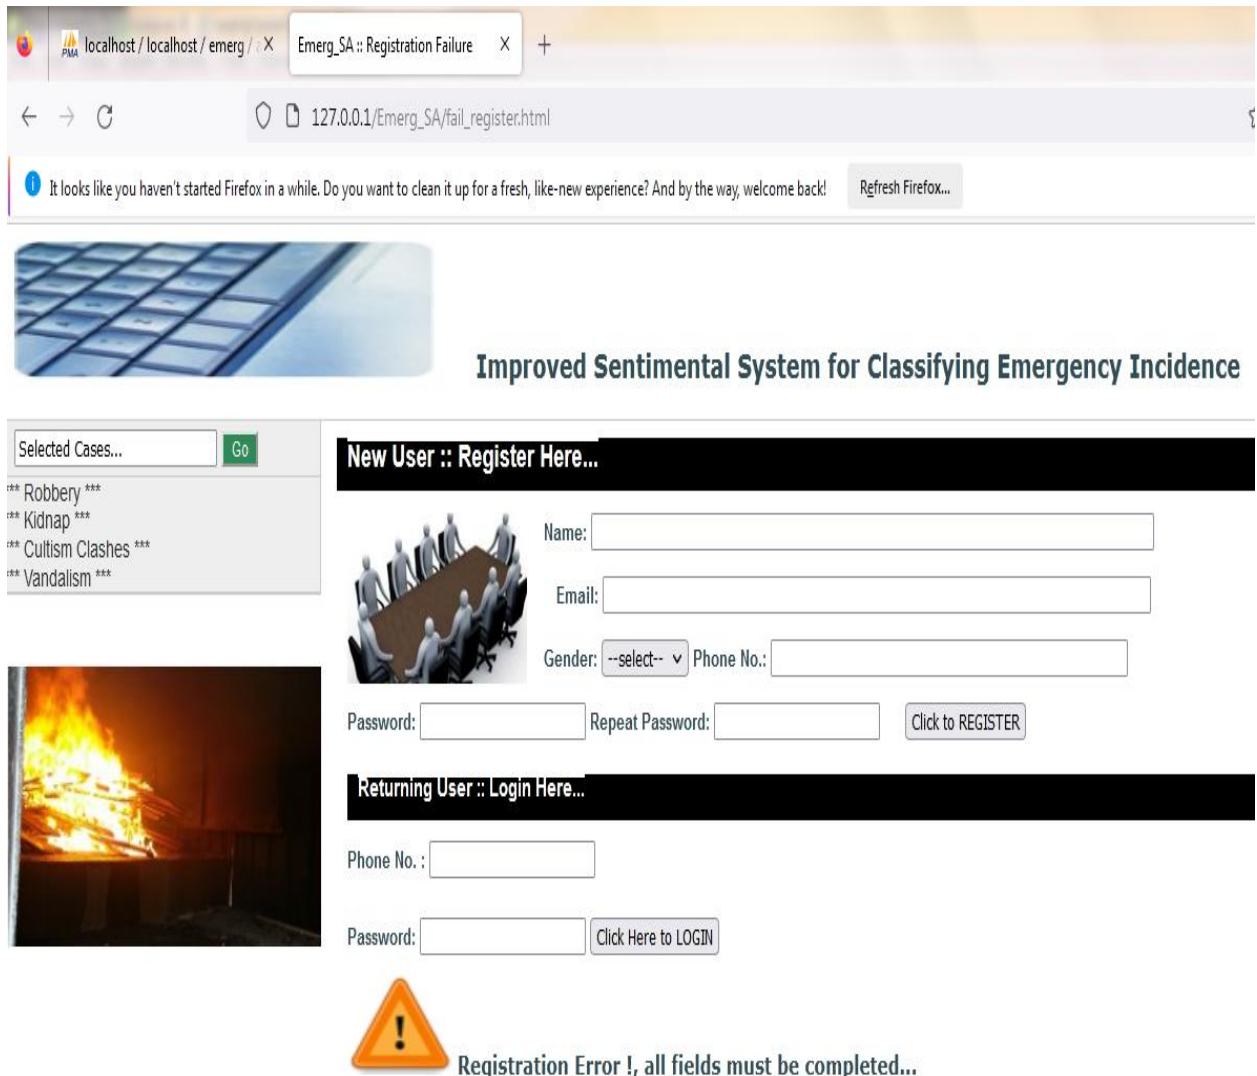 localhost / localhost / emerg /
Emerg_SA :: Registration Failure
127.0.0.1/Emerg_SA/fail_register.html
It looks like you haven't started Firefox in a while. Do you want to clean it up for a fresh, like-new experience? And by the way, welcome back! Refresh Firefox...
Improved Sentimental System for Classifying Emergency Incidence
Selected Cases... Go
*** Robbery ***
*** Kidnap ***
*** Cultism Clashes ***
*** Vandalism ***
New User :: Register Here...
Name:
Email:
Gender: --select-- Phone No.:
Password: Repeat Password: Click to REGISTER
Returning User :: Login Here...
Phone No. :
Password: Click Here to LOGIN
Registration Error !, all fields must be completed...